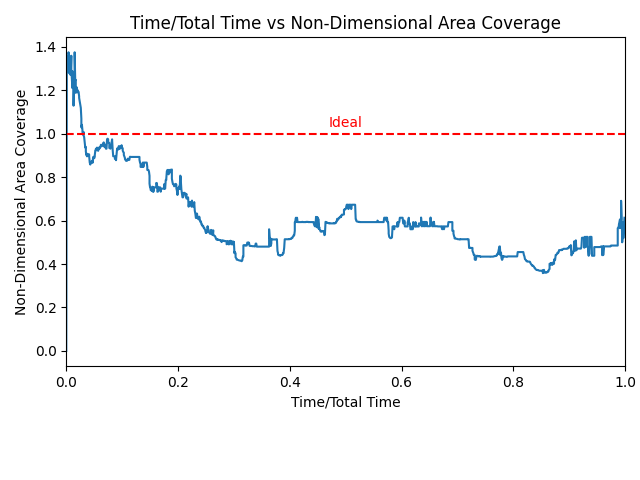 Time/Total Time vs Non-Dimensional Area Coverage
Non-Dimensional Area Coverage
1.4
1.2
1.0
0.8
0.6
0.4
0.2
0.0
Ideal
0.0 0.2 0.4 0.6 0.8 1.0
Time/Total Time